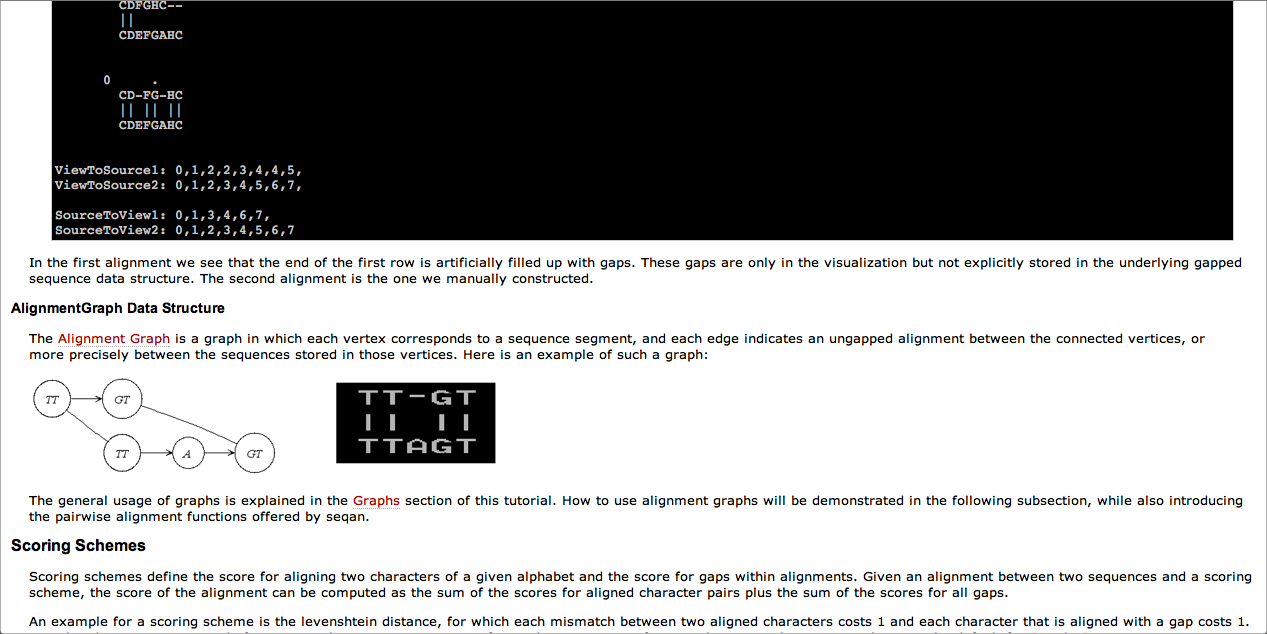 CDFGHC--
||
CDEFGAHC
0       .
CD-FG-HC
|| || ||
CDEFGAHC
ViewToSource1: 0,1,2,2,3,4,4,5,
ViewToSource2: 0,1,2,3,4,5,6,7,
SourceToView1: 0,1,3,4,6,7,
SourceToView2: 0,1,2,3,4,5,6,7
In the first alignment we see that the end of the first row is artificially filled up with gaps. These gaps are only in the visualization but not explicitly stored in the underlying gapped
sequence data structure. The second alignment is the one we manually constructed.
AlignmentGraph Data Structure
The Alignment Graph is a graph in which each vertex corresponds to a sequence segment, and each edge indicates an ungapped alignment between the connected vertices, or
more precisely between the sequences stored in those vertices. Here is an example of such a graph:
TT GT
TT A GT
TT-GT
|| ||
TTAGT
The general usage of graphs is explained in the Graphs section of this tutorial. How to use alignment graphs will be demonstrated in the following subsection, while also introducing
the pairwise alignment functions offered by seqan.
Scoring Schemes
Scoring schemes define the score for aligning two characters of a given alphabet and the score for gaps within alignments. Given an alignment between two sequences and a scoring
scheme, the score of the alignment can be computed as the sum of the scores for aligned character pairs plus the sum of the scores for all gaps.
An example for a scoring scheme is the levenshtein distance, for which each mismatch between two aligned characters costs 1 and each character that is aligned with a gap costs 1.